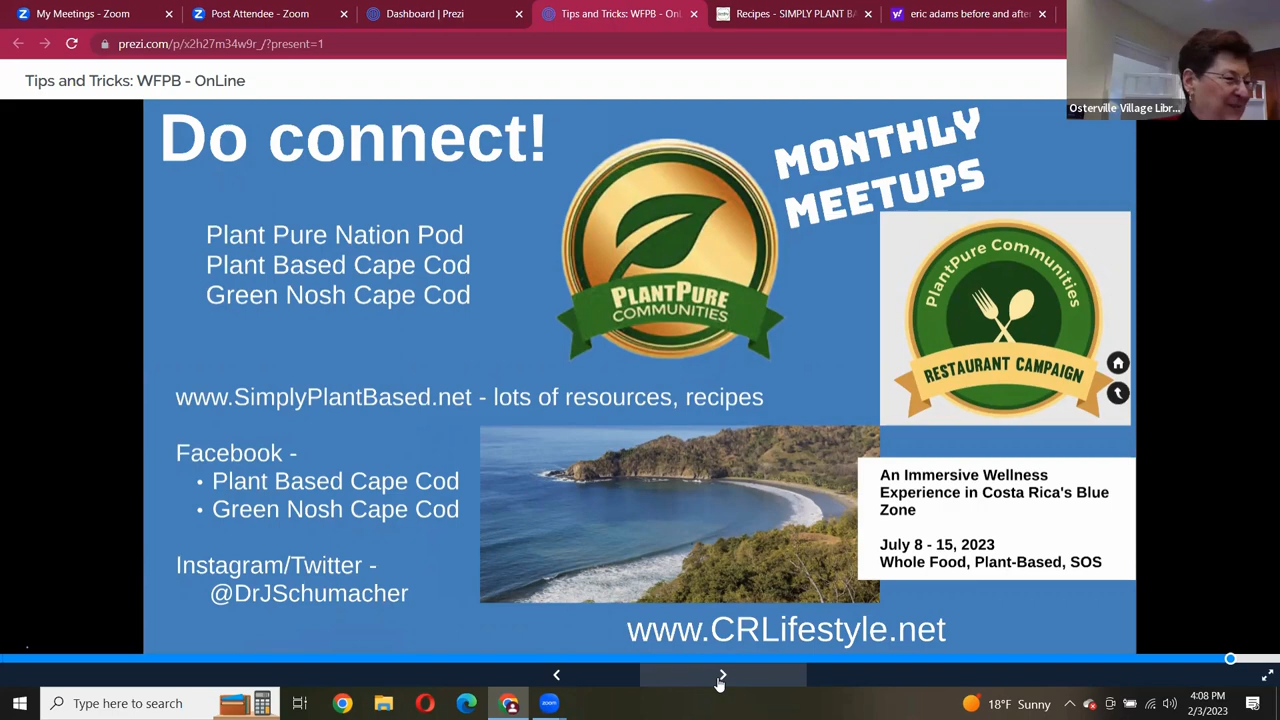 My Meetings - Zoom
Post Attendee - Zoom
Dashboard | Prezi
Tips and Tricks: WFPB - OnL
Recipes - SIMPLY PLANT BA
eric adams before and after
prezi.com/p/x2h27m34w9r_/?present=1
Tips and Tricks: WFPB - OnLine
Osterville Village Libr...
Do connect!
MONTHLY
MEETUPS
Plant Pure Nation Pod
Plant Based Cape Cod
Green Nosh Cape Cod
PLANTPURE
COMMUNITIES
PlantPure Communities
RESTAURANT CAMPAIGN
www.SimplyPlantBased.net - lots of resources, recipes
Facebook -
• Plant Based Cape Cod
• Green Nosh Cape Cod
Instagram/Twitter -
@DrJSchumacher
An Immersive Wellness
Experience in Costa Rica's Blue
Zone
July 8 - 15, 2023
Whole Food, Plant-Based, SOS
www.CRLifestyle.net
Type here to search
zoom
18°F Sunny
4:08 PM
2/3/2023